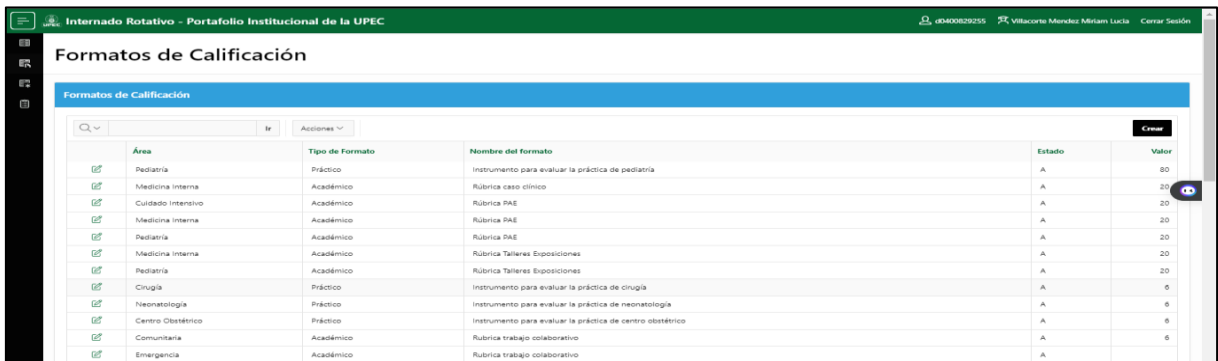 UPEC Internado Rotativo - Portafolio Institucional de la UPEC d0400829255 Villacorte Mendez Miriam Lucia Cerrar Sesión
Formatos de Calificación
Formatos de Calificación
Ir Acciones Crear
Área Tipo de Formato Nombre del formato Estado Valor
Pediatría Práctico Instrumento para evaluar la práctica de pediatría A 80
Medicina Interna Académico Rúbrica caso clínico A 20
Cuidado Intensivo Académico Rúbrica PAE A 20
Medicina Interna Académico Rúbrica PAE A 20
Pediatría Académico Rúbrica PAE A 20
Medicina Interna Académico Rúbrica Talleres Exposiciones A 20
Pediatría Académico Rúbrica Talleres Exposiciones A 20
Cirugía Práctico Instrumento para evaluar la práctica de cirugía A 6
Neonatología Práctico Instrumento para evaluar la práctica de neonatología A 6
Centro Obstétrico Práctico Instrumento para evaluar la práctica de centro obstétrico A 6
Comunitaria Académico Rubrica trabajo colaborativo A 6
Emergencia Académico Rubrica trabajo colaborativo A